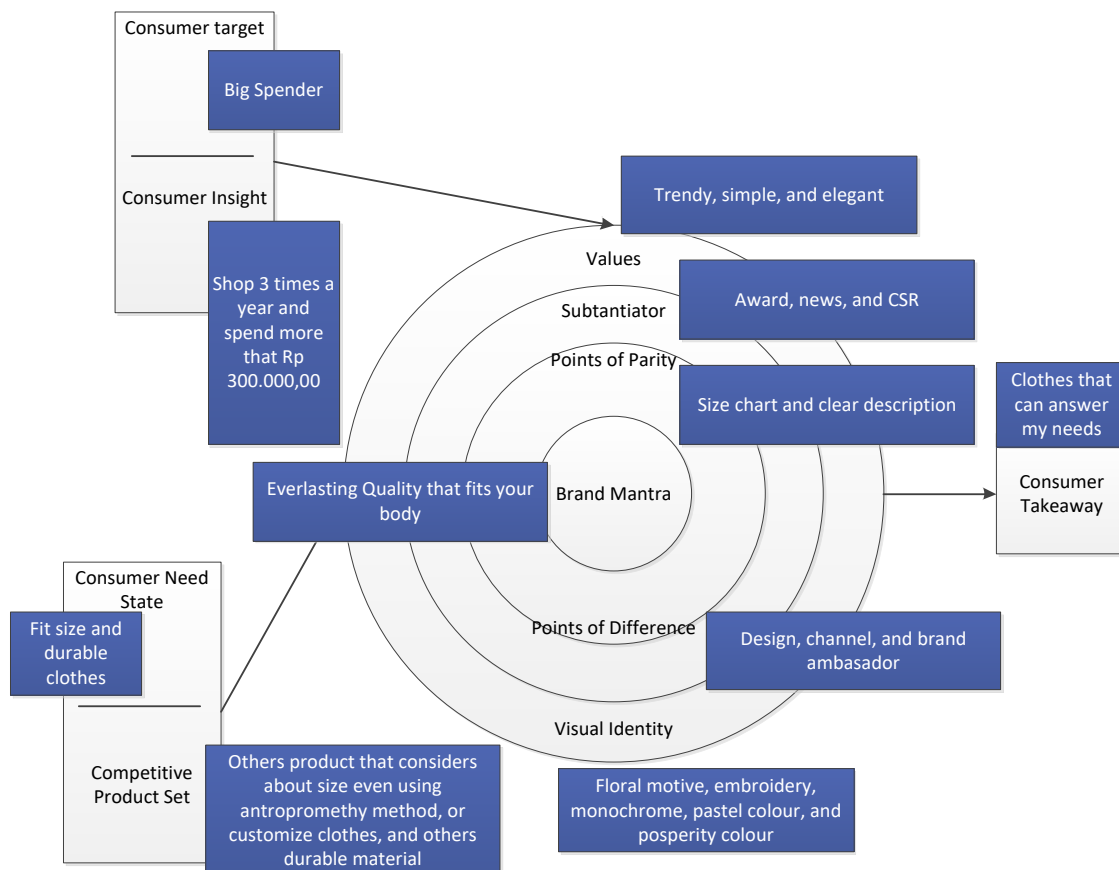 Consumer target
Big Spender
Consumer Insight
Shop 3 times a
year and
spend more
that Rp
300.000,00
Trendy, simple, and elegant
Values
Award, news, and CSR
Subtantiator
Points of Parity
Size chart and clear description
Clothes that
can answer
my needs
Consumer
Takeaway
Everlasting Quality that fits your
body
Brand Mantra
Consumer Need
State
Fit size and
durable
clothes
Points of Difference
Design, channel, and brand
ambasador
Visual Identity
Competitive
Product Set
Others product that considers
about size even using
antropromethy method, or
customize clothes, and others
durable material
Floral motive, embroidery,
monochrome, pastel colour, and
posperity colour